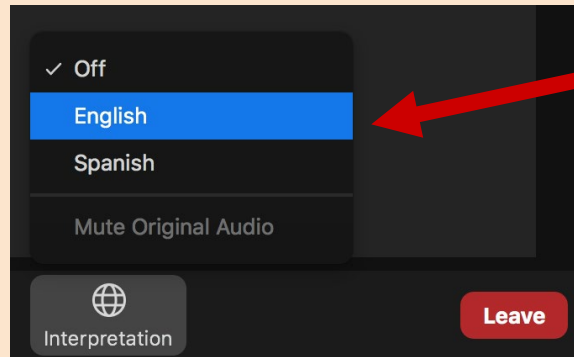 Off
English
Spanish
Mute Original Audio
Interpretation
Leave